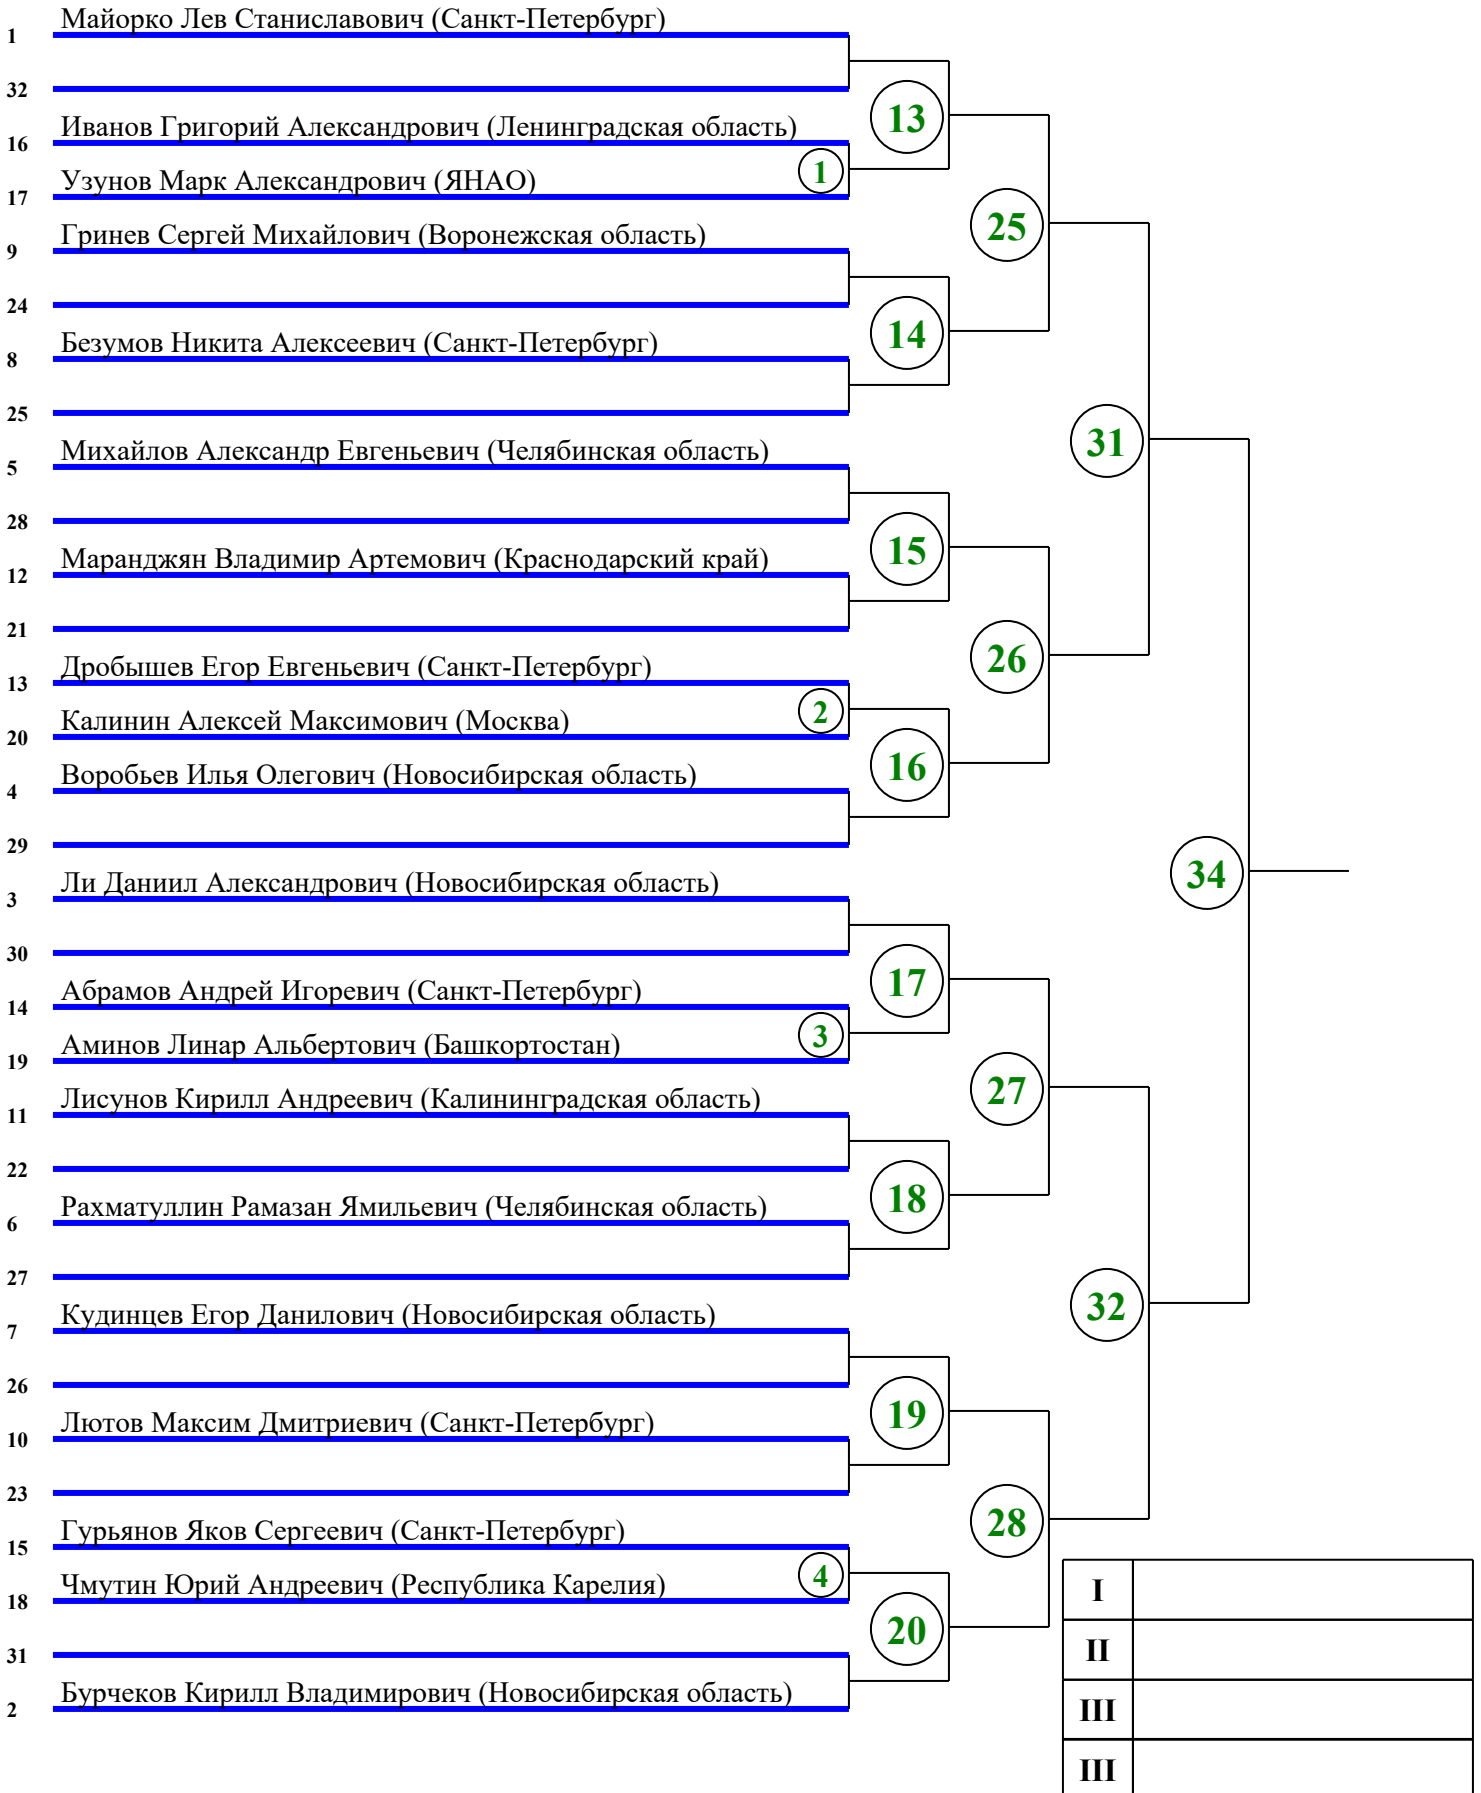 Майорко Лев Станиславович (Санкт-Петербург)
1
32
Иванов Григорий Александрович (Ленинградская область)
13
16
Узунов Марк Александрович (ЯНАО)
1
17
Гринев Сергей Михайлович (Воронежская область)
25
9
24
Безумов Никита Алексеевич (Санкт-Петербург)
14
8
25
Михайлов Александр Евгеньевич (Челябинская область)
31
5
28
Маранджян Владимир Артемович (Краснодарский край)
15
12
21
Дробышев Егор Евгеньевич (Санкт-Петербург)
26
13
Калинин Алексей Максимович (Москва)
2
20
Воробьев Илья Олегович (Новосибирская область)
16
4
29
Ли Даниил Александрович (Новосибирская область)
34
3
30
Абрамов Андрей Игоревич (Санкт-Петербург)
17
14
Аминов Линар Альбертович (Башкортостан)
3
19
Лисунов Кирилл Андреевич (Калининградская область)
27
11
22
Рахматуллин Рамазан Ямильевич (Челябинская область)
18
6
27
Кудинцев Егор Данилович (Новосибирская область)
32
7
26
Лютов Максим Дмитриевич (Санкт-Петербург)
19
10
23
Гурьянов Яков Сергеевич (Санкт-Петербург)
28
15
Чмутин Юрий Андреевич (Республика Карелия)
4
I
18
20
31
II
Бурчеков Кирилл Владимирович (Новосибирская область)
2
III
III